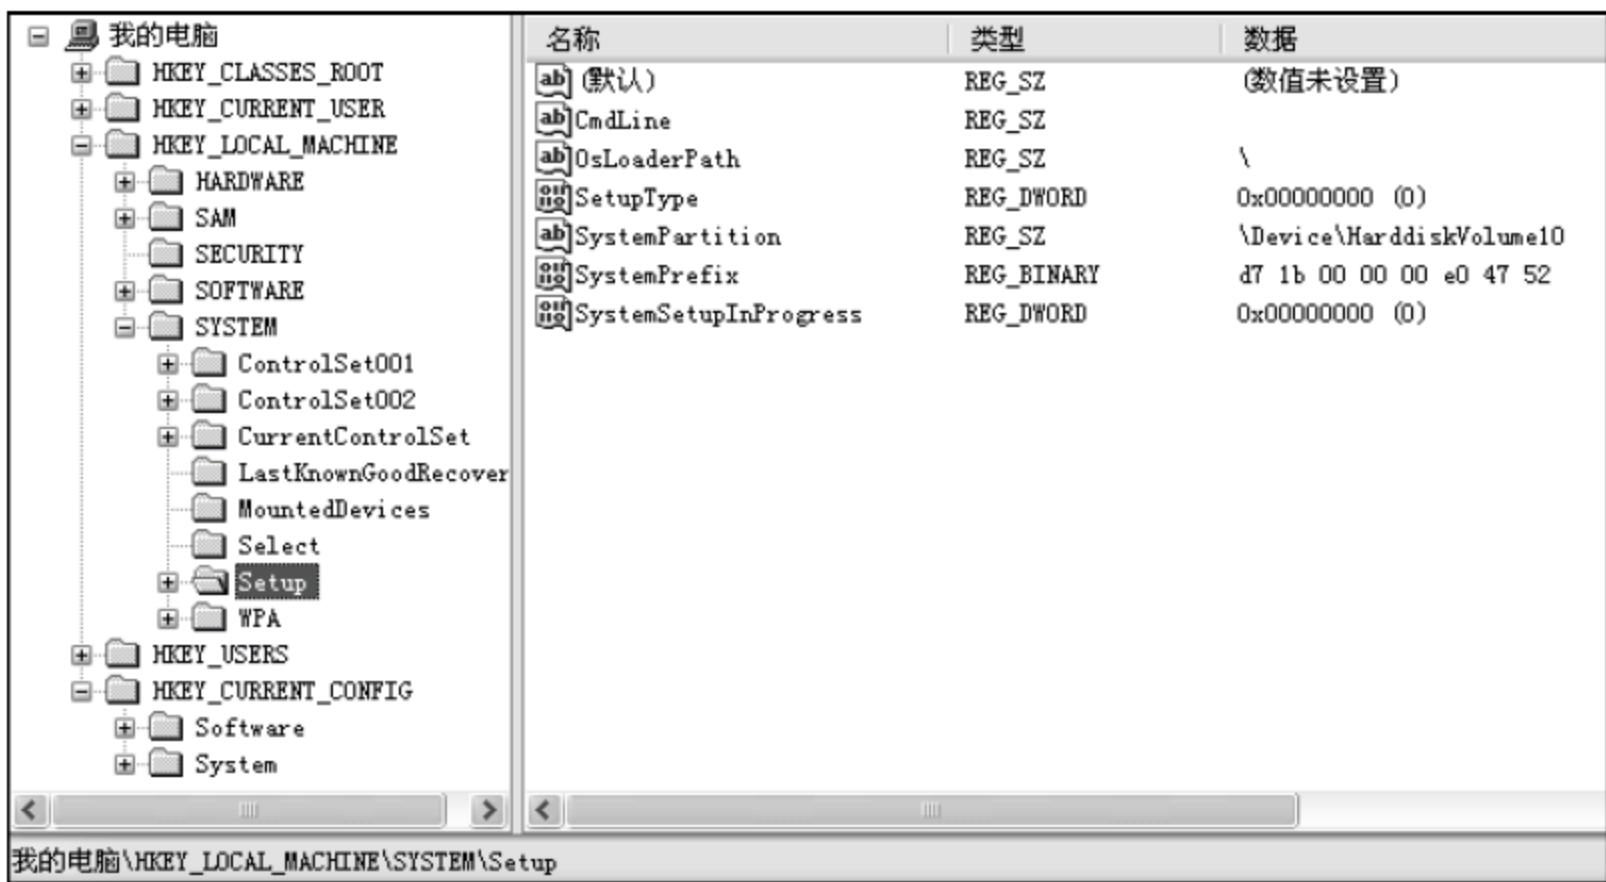 我的电脑
HKEY_CLASSES_ROOT
HKEY_CURRENT_USER
HKEY_LOCAL_MACHINE
HARDWARE
SAM
SECURITY
SOFTWARE
SYSTEM
ControlSet001
ControlSet002
CurrentControlSet
LastKnownGoodRecover
MountedDevices
Select
Setup
WPA
HKEY_USERS
HKEY_CURRENT_CONFIG
Software
System
名称 类型 数据
(默认) REG_SZ (数值未设置)
CmdLine REG_SZ
OsLoaderPath REG_SZ \
SetupType REG_DWORD 0x00000000 (0)
SystemPartition REG_SZ \Device\HarddiskVolume10
SystemPrefix REG_BINARY d7 1b 00 00 00 e0 47 52
SystemSetupInProgress REG_DWORD 0x00000000 (0)
我的电脑\HKEY_LOCAL_MACHINE\SYSTEM\Setup